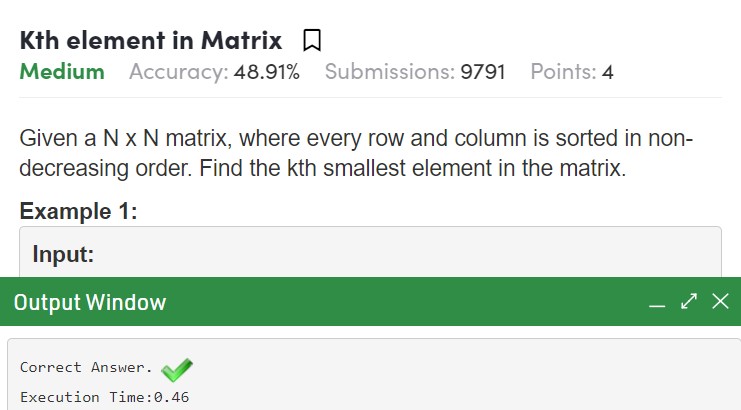 Kth element in Matrix
Medium Accuracy: 48.91% Submissions: 9791 Points: 4
Given a N x N matrix, where every row and column is sorted in non-
decreasing order. Find the kth smallest element in the matrix.
Example 1:
Input:
Output Window
Correct Answer.
Execution Time:0.46